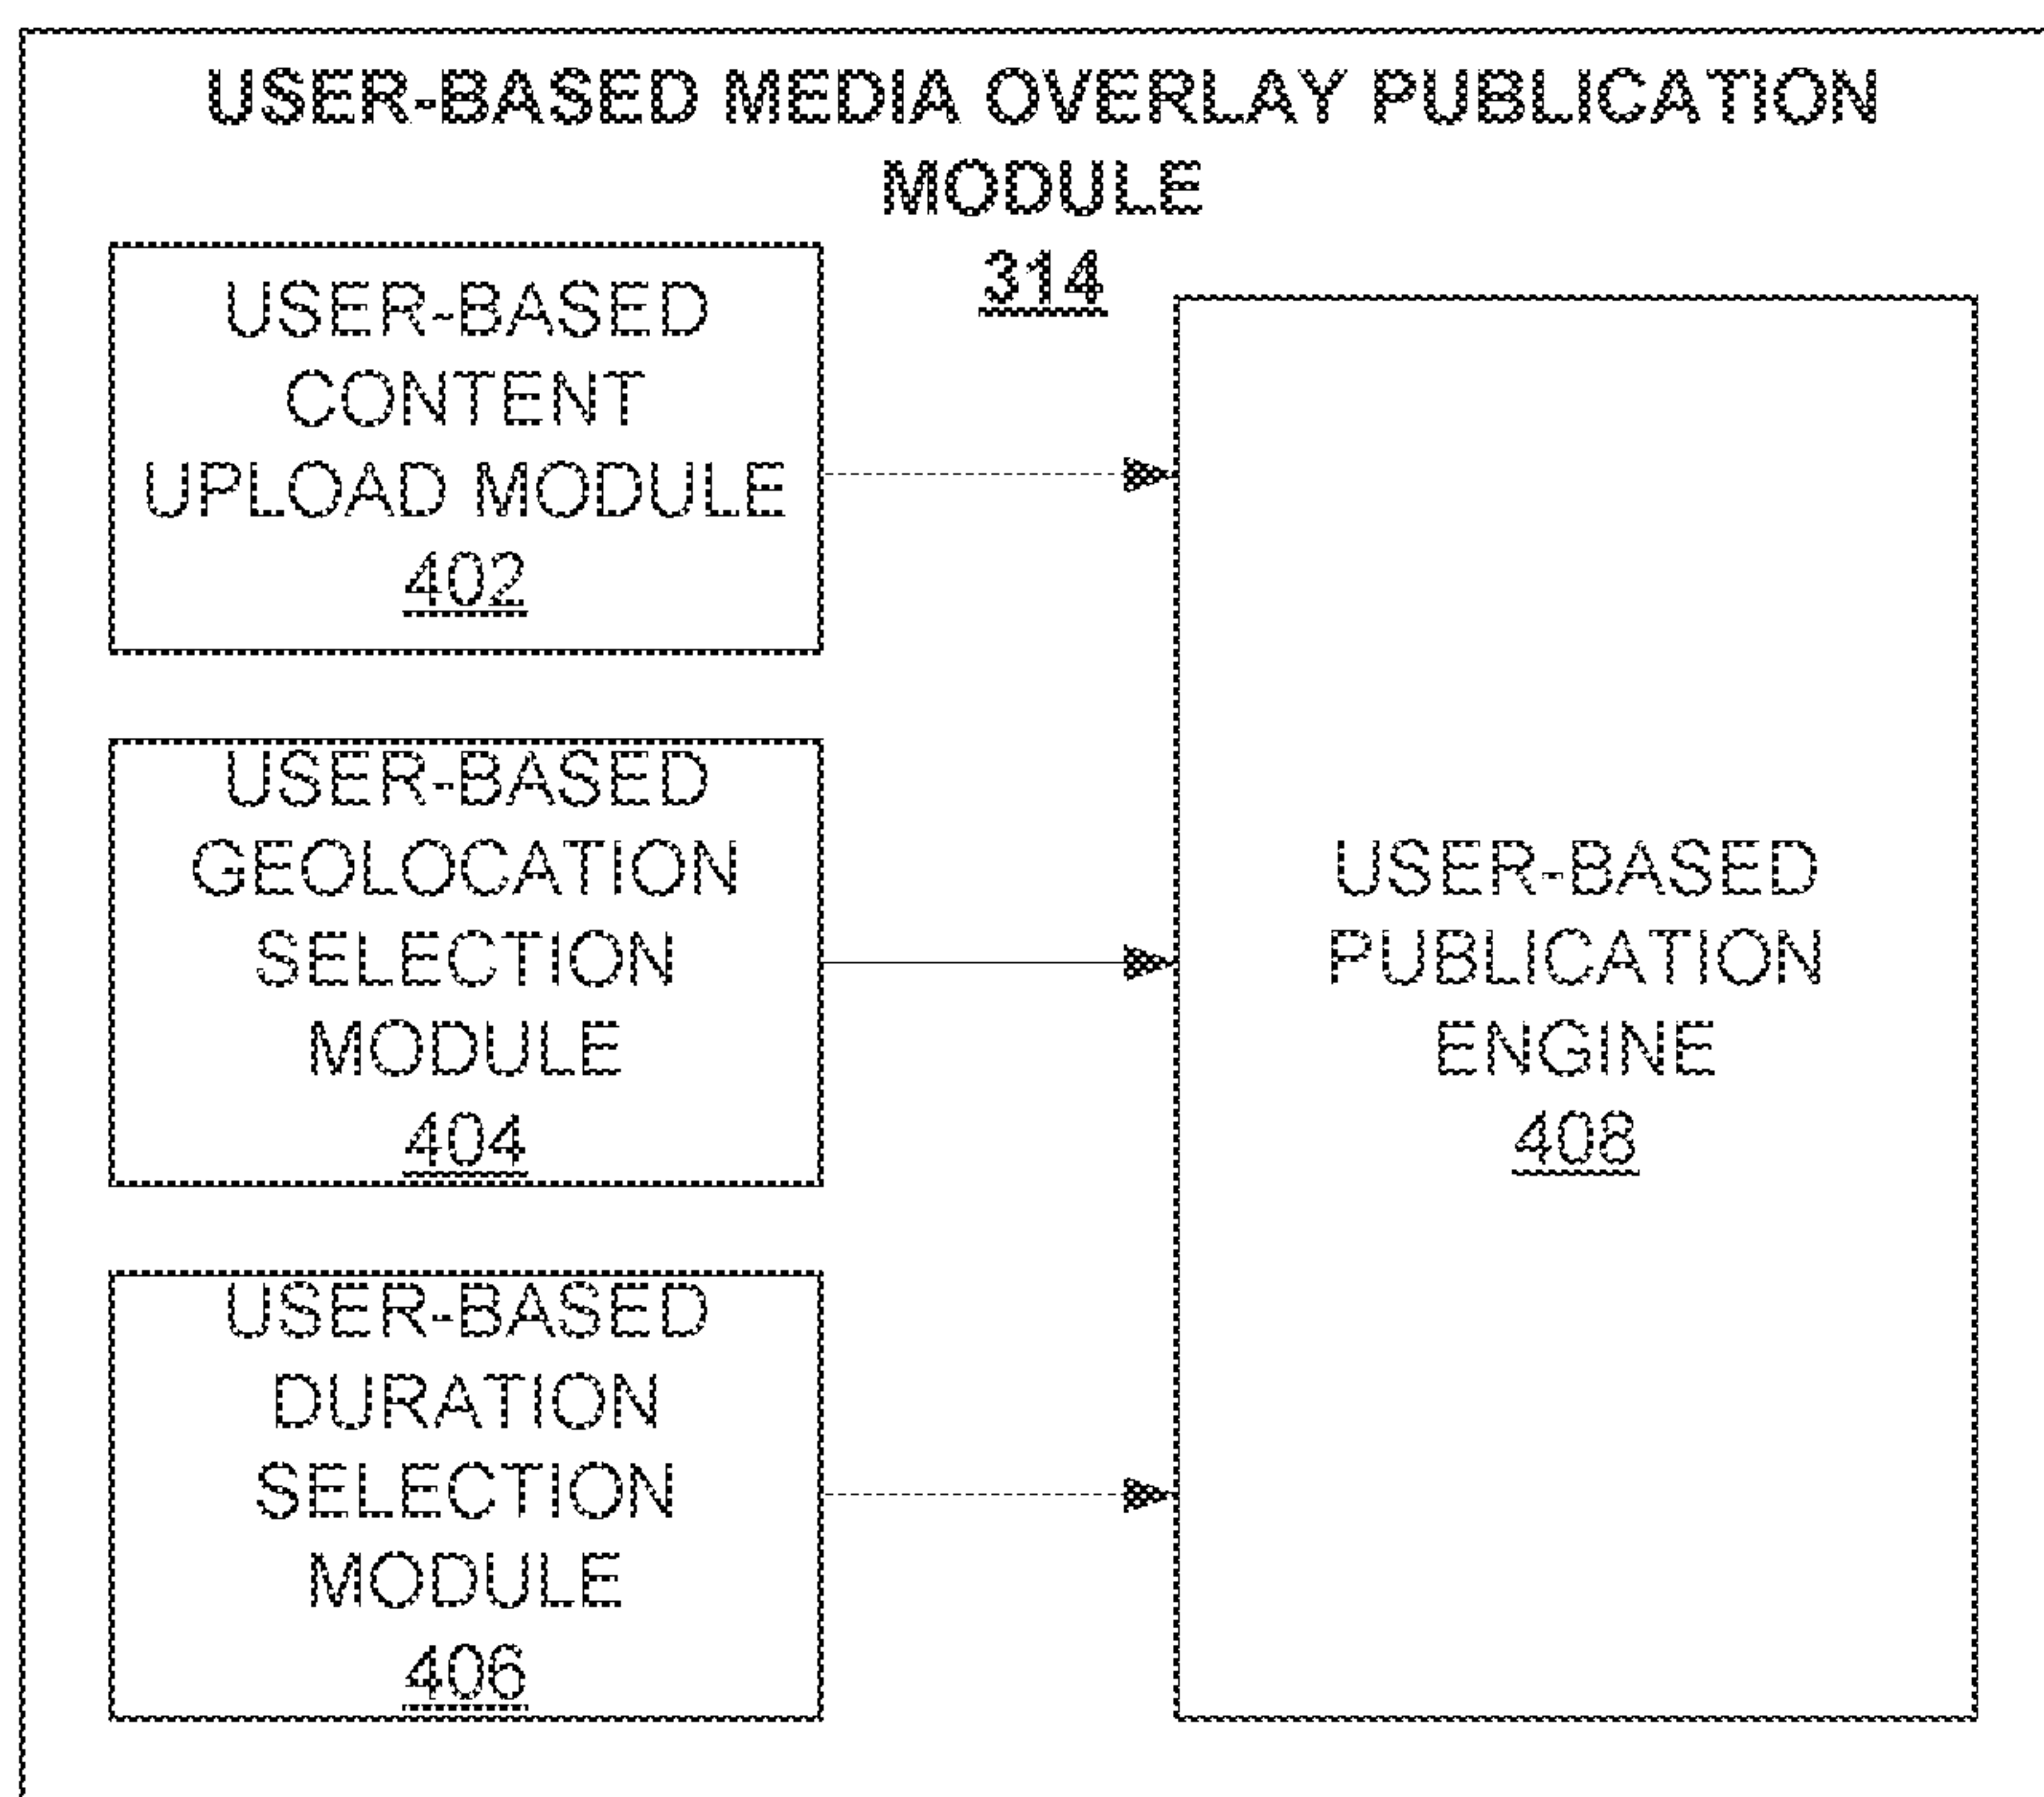 USER-BASED MEDIA OVERLAY PUBLICATION
MODULE
314
USER-BASED
CONTENT
UPLOAD MODULE
402
USER-BASED
GEOLOCATION
SELECTION
MODULE
404
USER-BASED
DURATION
SELECTION
MODULE
406
USER-BASED
PUBLICATION
ENGINE
408